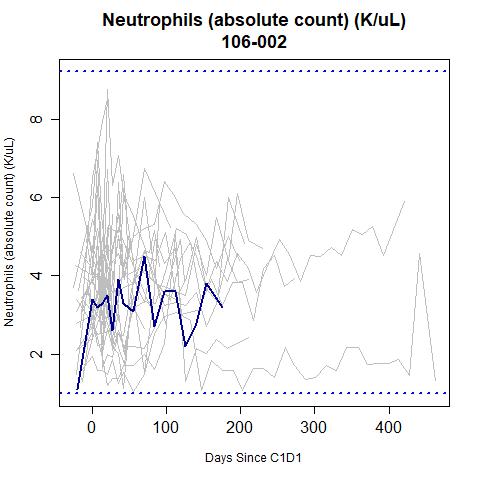 Neutrophils (absolute count) (K/uL)
106-002
Neutrophils (absolute count) (K/uL)
8
6
4
2
0 100 200 300 400
Days Since C1D1